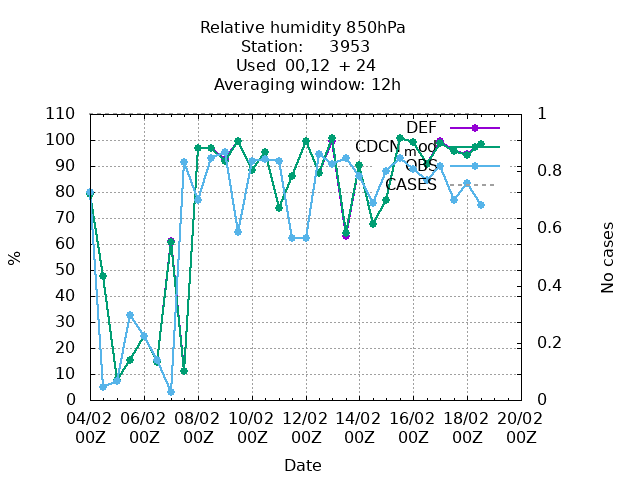 Relative humidity 850hPa
Station: 3953
Used 00,12 + 24
Averaging window: 12h
110 1
DEF
100
CDCN_mod
90
OBS
0.8
80
CASES
70
60 0.6
50
%
No cases
40 0.4
30
20 0.2
10
0 0
04/02 06/02 08/02 10/02 12/02 14/02 16/02 18/02 20/02
00Z 00Z 00Z 00Z 00Z 00Z 00Z 00Z 00Z
Date